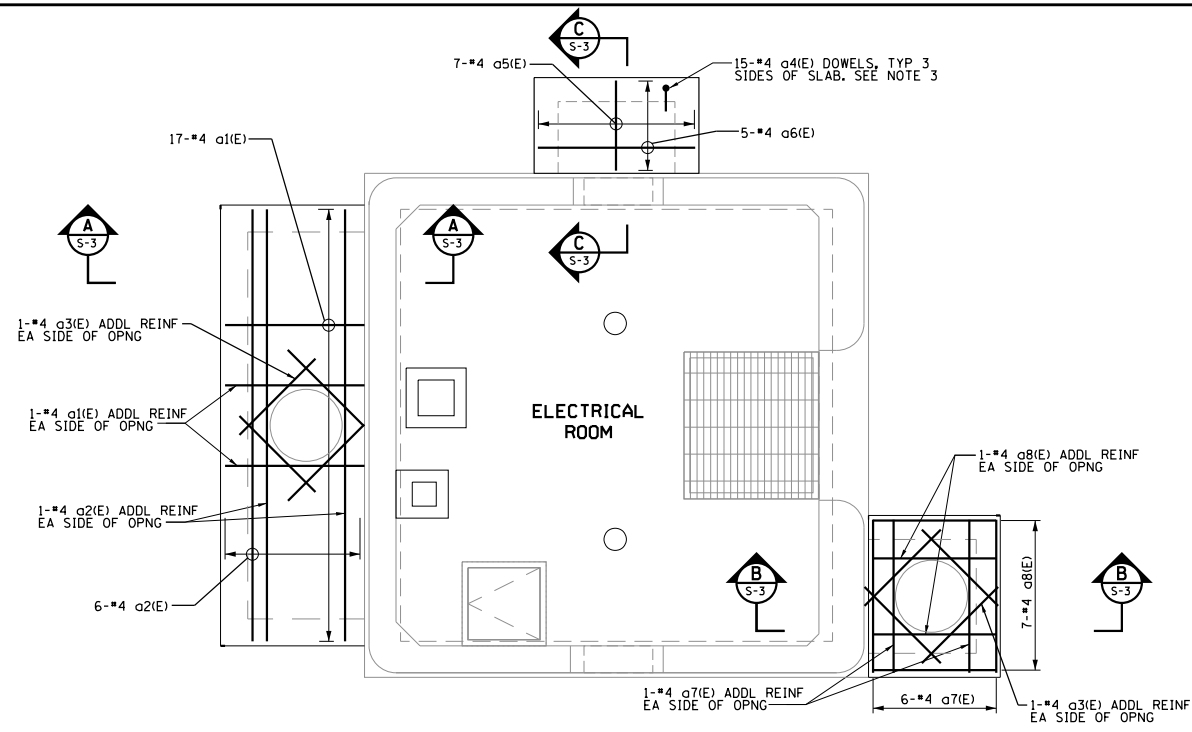 C
S-3
7-#4 a5(E)
15-#4 a4(E) DOWELS, TYP 3
SIDES OF SLAB. SEE NOTE 3
17-#4 a1(E)
5-#4 a6(E)
A
S-3
A
S-3
C
S-3
1-#4 a3(E) ADDL REINF
EA SIDE OF OPNG
1-#4 a1(E) ADDL REINF
EA SIDE OF OPNG
ELECTRICAL
ROOM
1-#4 a8(E) ADDL REINF
EA SIDE OF OPNG
1-#4 a2(E) ADDL REINF
EA SIDE OF OPNG
B
S-3
B
S-3
7-#4 a8(E)
6-#4 a2(E)
1-#4 a7(E) ADDL REINF
EA SIDE OF OPNG
6-#4 a7(E)
1-#4 a3(E) ADDL REINF
EA SIDE OF OPNG